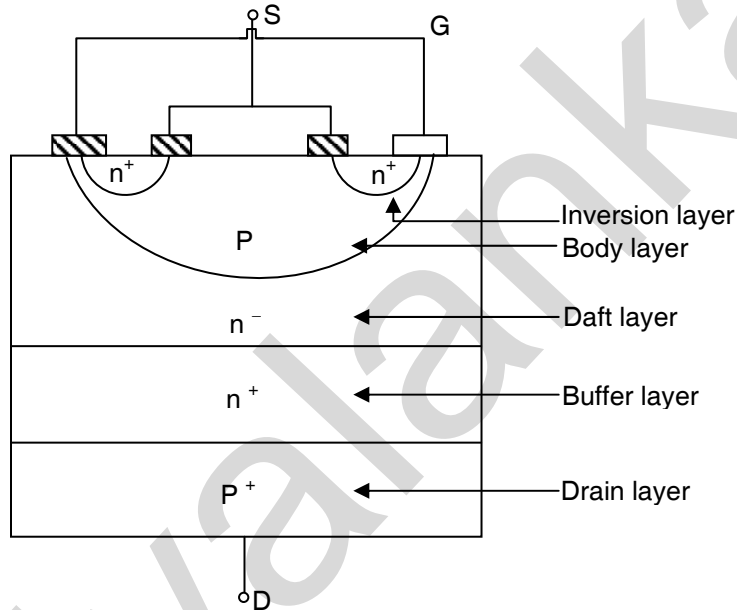 S
G
n+ n+
Inversion layer
P
Body layer
n− Daft layer
n+ Buffer layer
P+ Drain layer
D